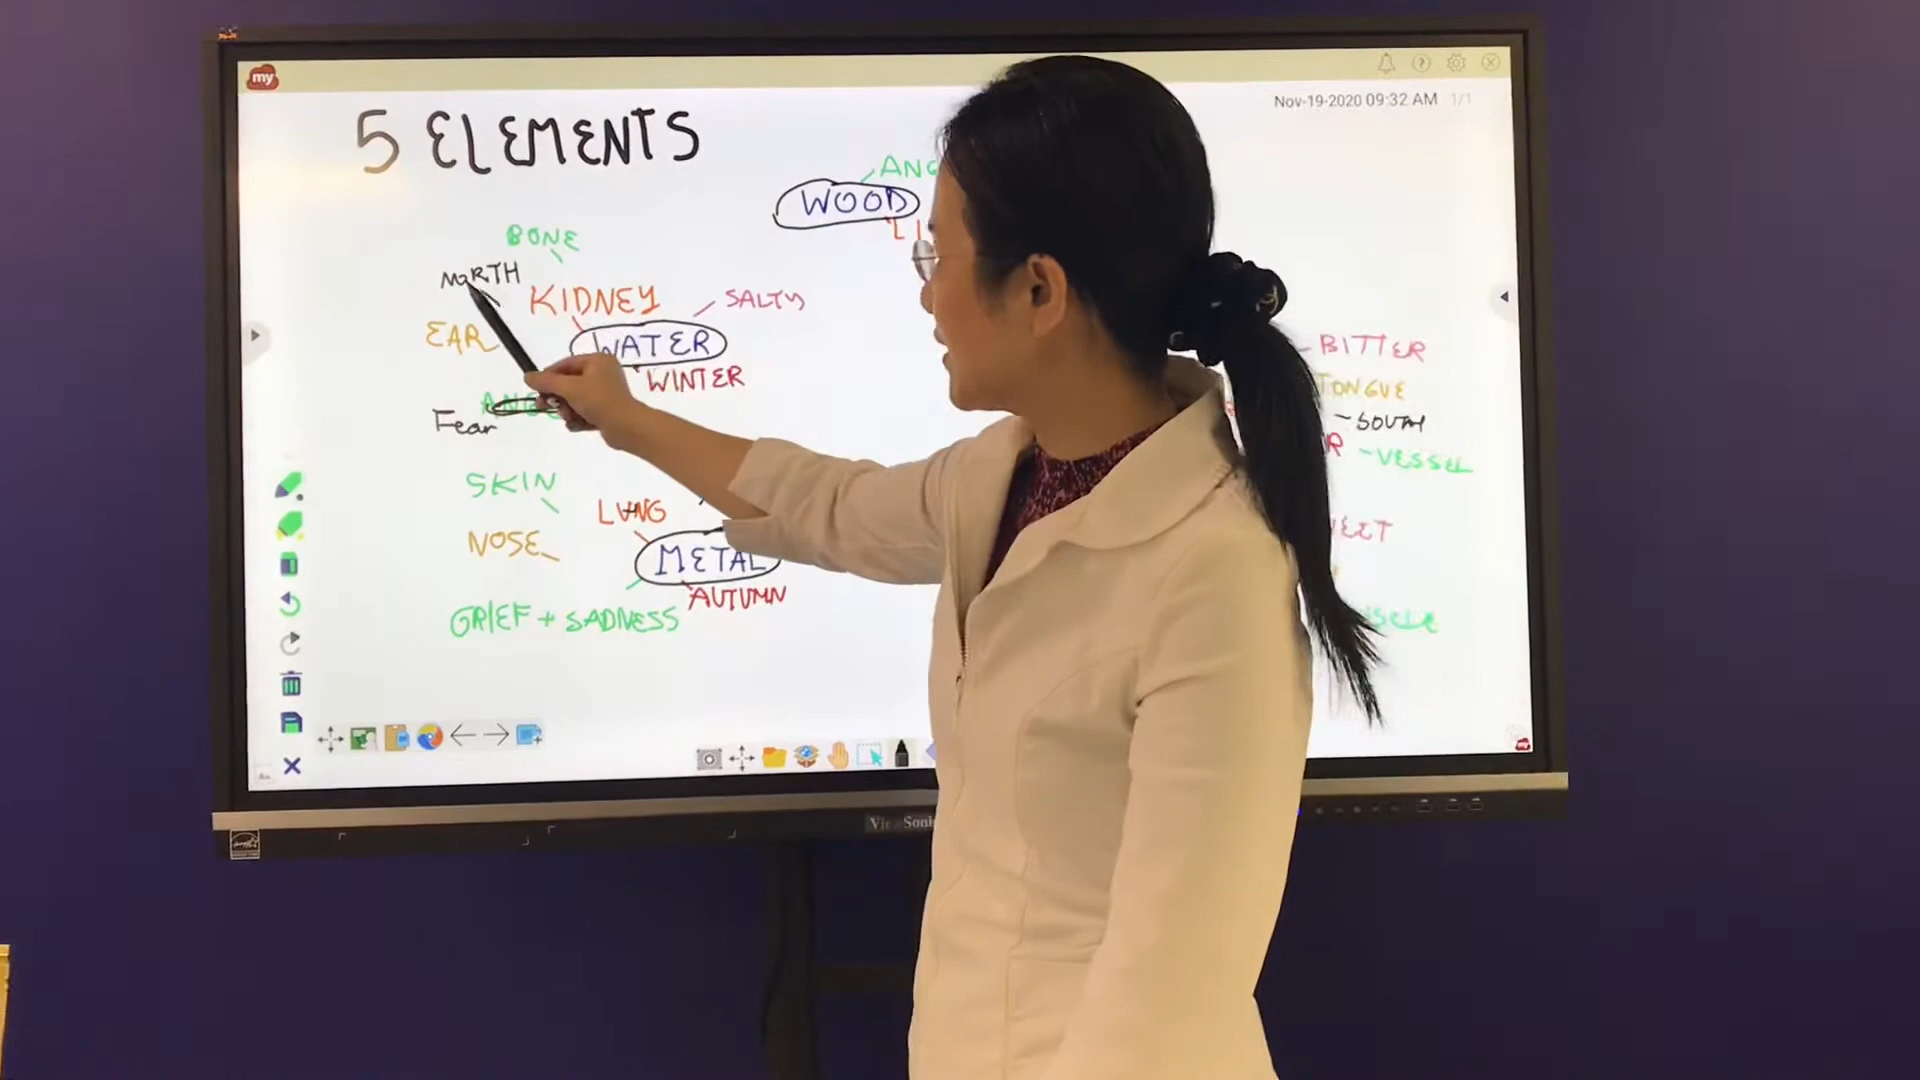 my
Nov-19-2020 09:32 AM 1/1
5 ELEMENTS
WOOD
BONE
NORTH
KIDNEY
SALTY
EAR
WATER
WINTER
Fear
BITTER
TONGUE
SOUTH
VESSEL
SKIN
LUNG
NOSE
METAL
AUTUMN
GRIEF + SADNESS